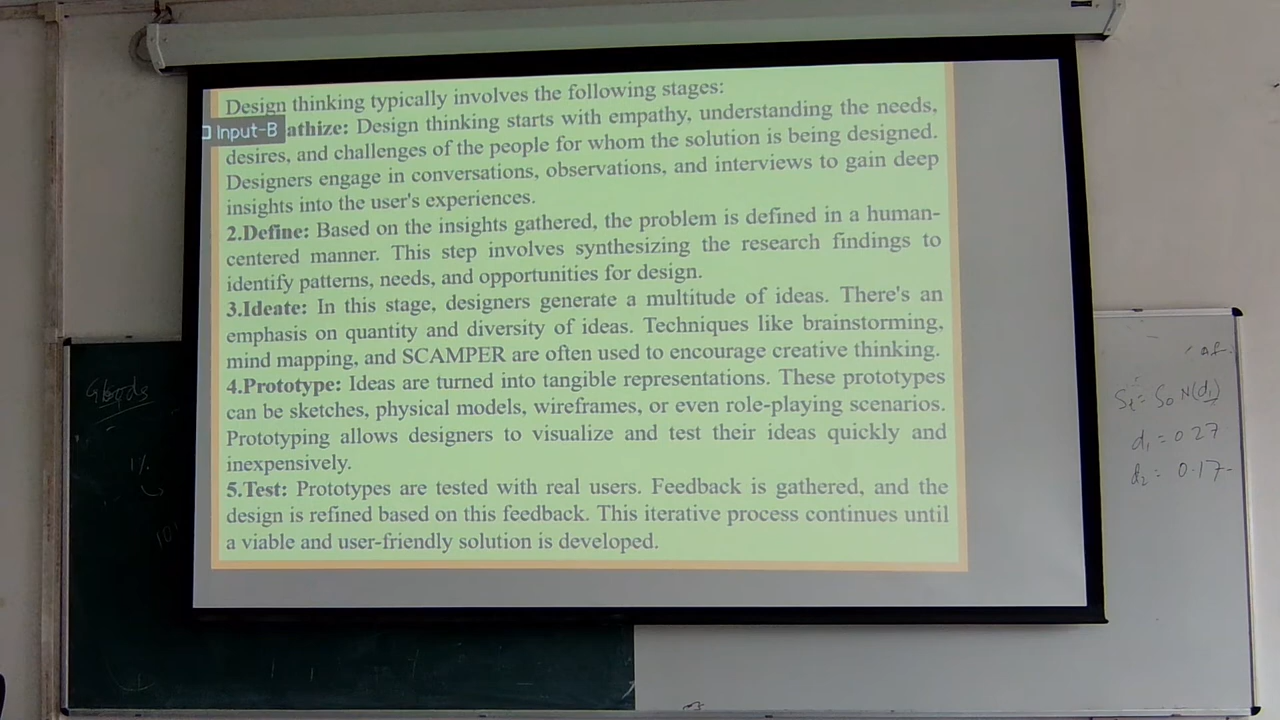 Design thinking typically involves the following stages:
Input-B
athize: Design thinking starts with empathy, understanding the needs,
desires, and challenges of the people for whom the solution is being designed.
Designers engage in conversations, observations, and interviews to gain deep
insights into the user's experiences.
2.Define: Based on the insights gathered, the problem is defined in a human-
centered manner. This step involves synthesizing the research findings to
identify patterns, needs, and opportunities for design.
3.Ideate: In this stage, designers generate a multitude of ideas. There's an
emphasis on quantity and diversity of ideas. Techniques like brainstorming,
mind mapping, and SCAMPER are often used to encourage creative thinking.
4.Prototype: Ideas are turned into tangible representations. These prototypes
can be sketches, physical models, wireframes, or even role-playing scenarios.
Prototyping allows designers to visualize and test their ideas quickly and
inexpensively.
5.Test: Prototypes are tested with real users. Feedback is gathered, and the
design is refined based on this feedback. This iterative process continues until
a viable and user-friendly solution is developed.
1%
S₀ N(d₁)
d₁ = 0.27
d₂ = 0.17